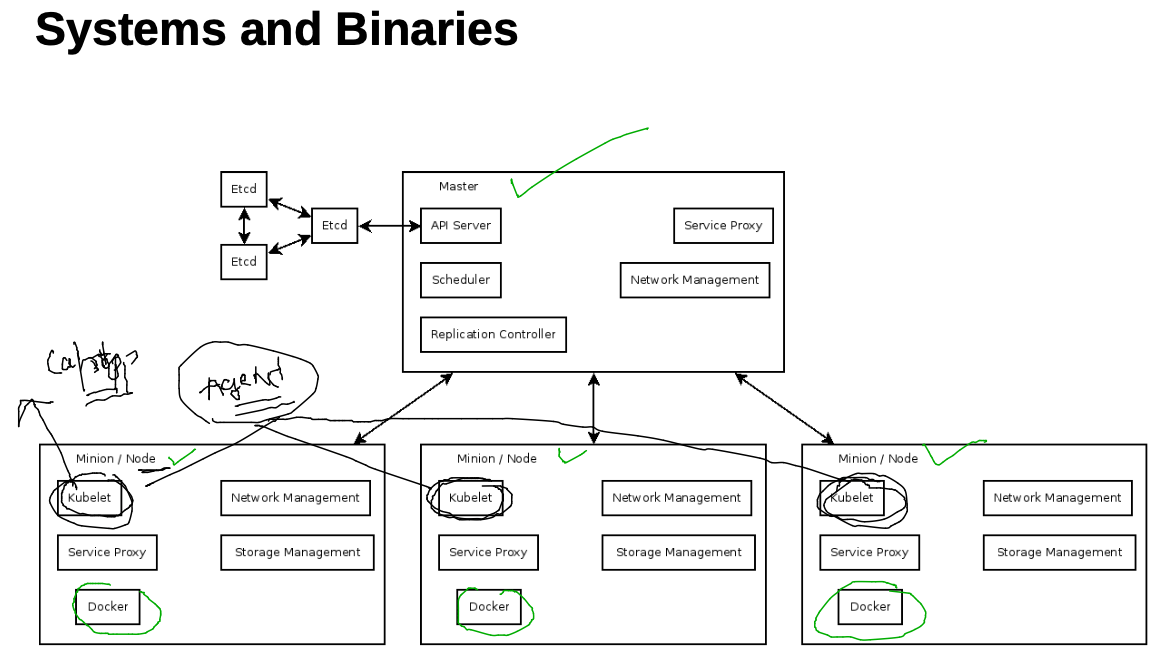 Systems and Binaries
Etcd
Etcd
Etcd
Master
API Server
Service Proxy
Scheduler
Network Management
Replication Controller
Agent
Minion / Node
Kubelet
Network Management
Service Proxy
Storage Management
Docker
Minion / Node
Kubelet
Network Management
Service Proxy
Storage Management
Docker
Minion / Node
Kubelet
Network Management
Service Proxy
Storage Management
Docker